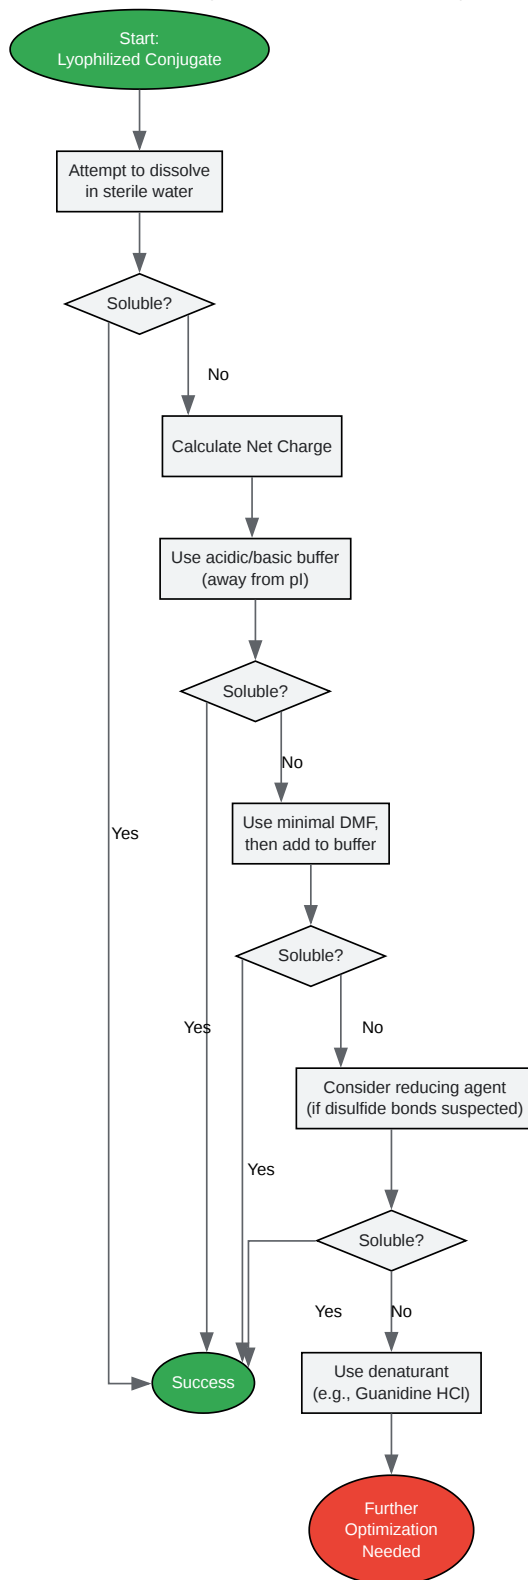 Start:
Lyophilized Conjugate
Attempt to dissolve
in sterile water
Soluble?
No
Calculate Net Charge
Use acidic/basic buffer
(away from pI)
Soluble?
No
Use minimal DMF,
then add to buffer
Yes
Soluble?
Yes
No
Consider reducing agent
(if disulfide bonds suspected)
Yes
Soluble?
Yes
No
Success
Use denaturant
(e.g., Guanidine HCl)
Further
Optimization
Needed